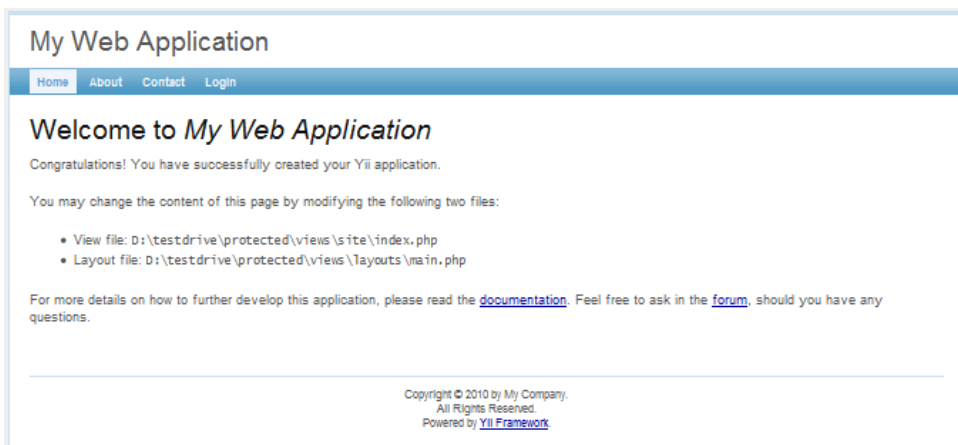 My Web Application
Home About Contact Login
Welcome to My Web Application
Congratulations! You have successfully created your Yii application.
You may change the content of this page by modifying the following two files:
• View file: D:\testdrive\protected\views\site\index.php
• Layout file: D:\testdrive\protected\views\layouts\main.php
For more details on how to further develop this application, please read the documentation. Feel free to ask in the forum, should you have any
questions.
Copyright © 2010 by My Company.
All Rights Reserved.
Powered by Yii Framework.